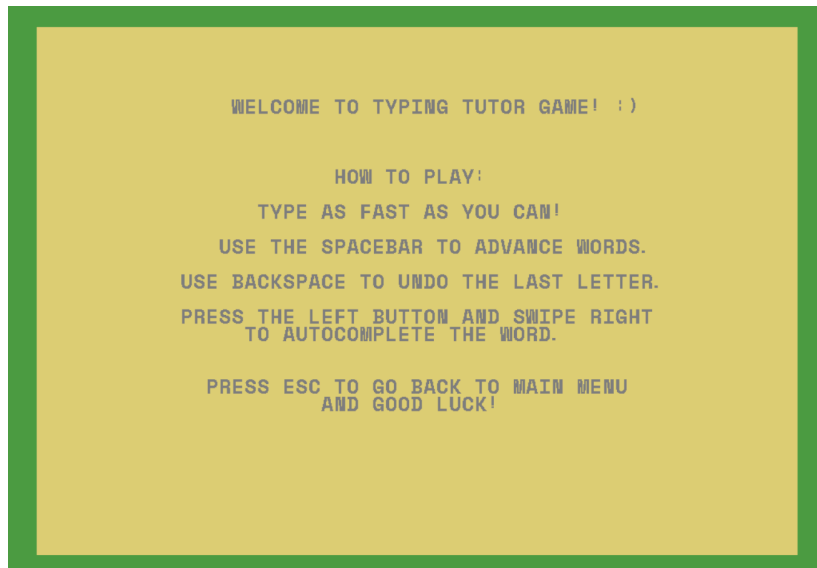 WELCOME TO TYPING TUTOR GAME! :)
HOW TO PLAY:
TYPE AS FAST AS YOU CAN!
USE THE SPACEBAR TO ADVANCE WORDS.
USE BACKSPACE TO UNDO THE LAST LETTER.
PRESS THE LEFT BUTTON AND SWIPE RIGHT
TO AUTOCOMPLETE THE WORD.
PRESS ESC TO GO BACK TO MAIN MENU
AND GOOD LUCK!